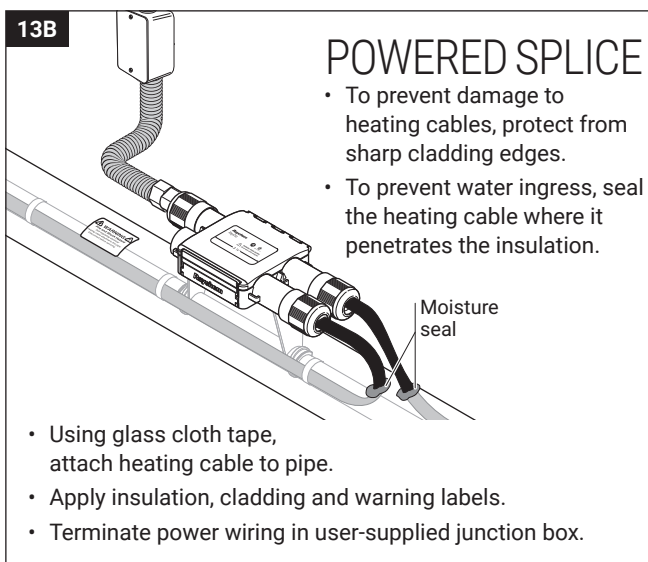 13B
POWERED SPLICE
• To prevent damage to
heating cables, protect from
sharp cladding edges.
• To prevent water ingress, seal
the heating cable where it
penetrates the insulation.
WARNING:
Raychem
Moisture
seal
• Using glass cloth tape,
attach heating cable to pipe.
• Apply insulation, cladding and warning labels.
• Terminate power wiring in user-supplied junction box.